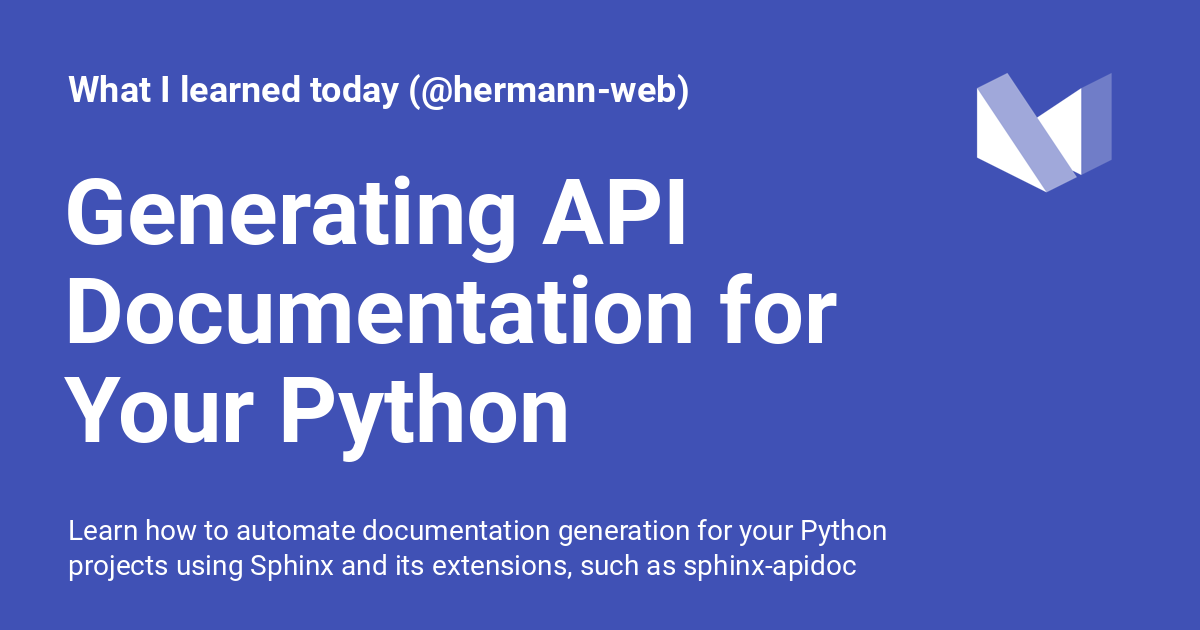 What I learned today (@hermann-web)
Generating API
Documentation for
Your Python
Learn how to automate documentation generation for your Python
projects using Sphinx and its extensions, such as sphinx-apidoc